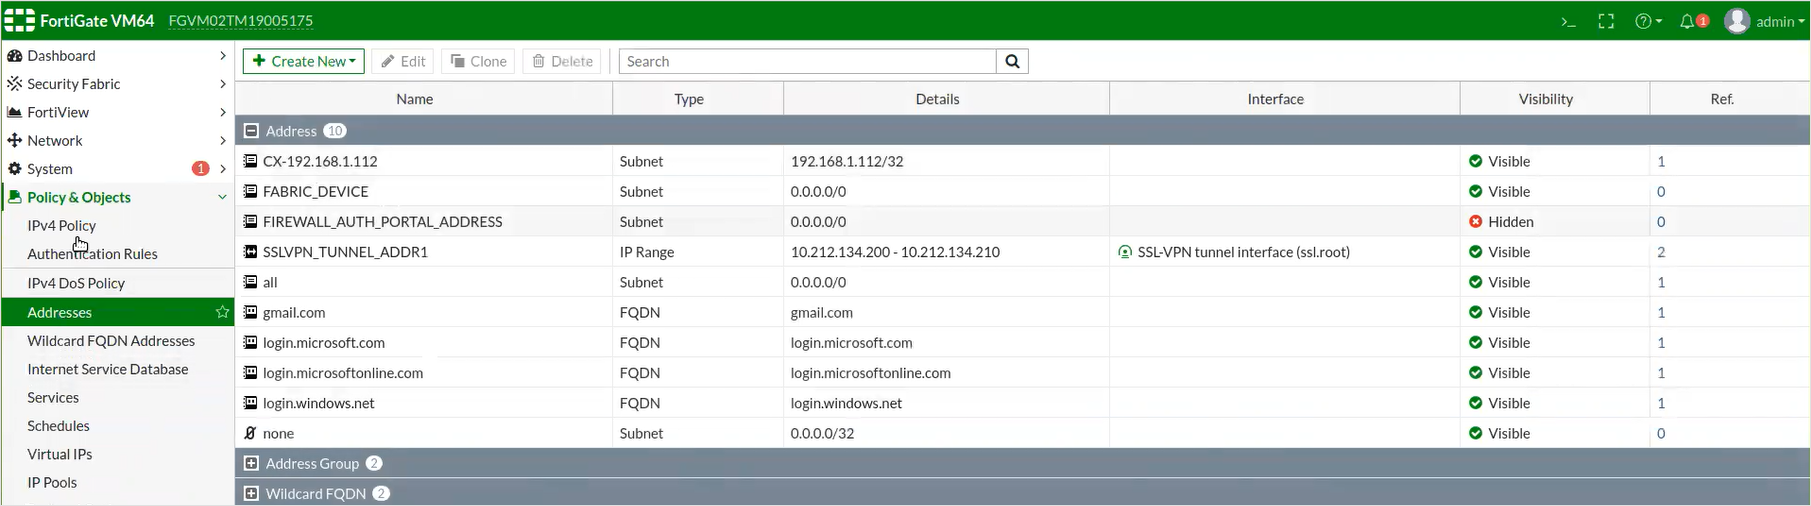 FortiGate VM64 FGVM02TM19005175 >_ 1 admin
Dashboard
Security Fabric
FortiView
Network
System 1
Policy & Objects
IPv4 Policy
Authentication Rules
IPv4 DoS Policy
Addresses
Wildcard FQDN Addresses
Internet Service Database
Services
Schedules
Virtual IPs
IP Pools
+ Create New Edit Clone Delete Search
Name Type Details Interface Visibility Ref.
Address 10
CX-192.168.1.112 Subnet 192.168.1.112/32 Visible 1
FABRIC_DEVICE Subnet 0.0.0.0/0 Visible 0
FIREWALL_AUTH_PORTAL_ADDRESS Subnet 0.0.0.0/0 Hidden 0
SSLVPN_TUNNEL_ADDR1 IP Range 10.212.134.200 - 10.212.134.210 SSL-VPN tunnel interface (ssl.root) Visible 2
all Subnet 0.0.0.0/0 Visible 1
gmail.com FQDN gmail.com Visible 1
login.microsoft.com FQDN login.microsoft.com Visible 1
login.microsoftonline.com FQDN login.microsoftonline.com Visible 1
login.windows.net FQDN login.windows.net Visible 1
none Subnet 0.0.0.0/32 Visible 0
Address Group 2
Wildcard FQDN 2